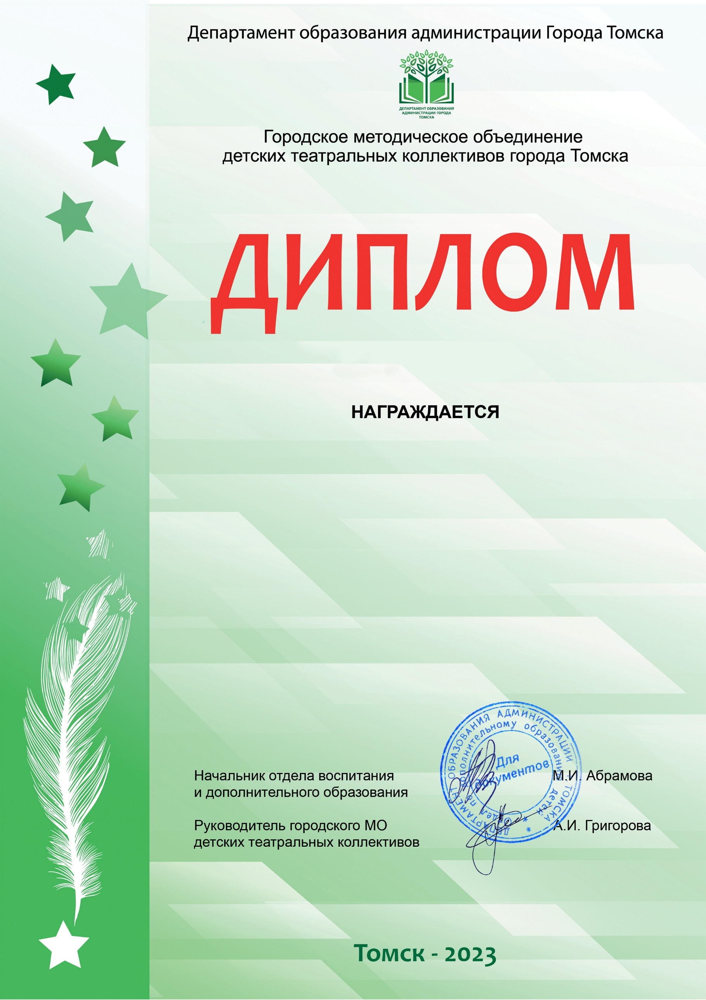 Департамент образования администрации Города Томска
ДЕПАРТАМЕНТ ОБРАЗОВАНИЯ
АДМИНИСТРАЦИИ ГОРОДА
ТОМСКА
Городское методическое объединение
детских театральных коллективов города Томска
ДИПЛОМ
НАГРАЖДАЕТСЯ
ДЕПАРТАМЕНТ ОБРАЗОВАНИЯ АДМИНИСТРАЦИИ г. ТОМСКА
Отдел по дополнительному образованию детей
Для
документов
Начальник отдела воспитания
и дополнительного образования
М.И. Абрамова
Руководитель городского МО
детских театральных коллективов
А.И. Григорова
Томск - 2023